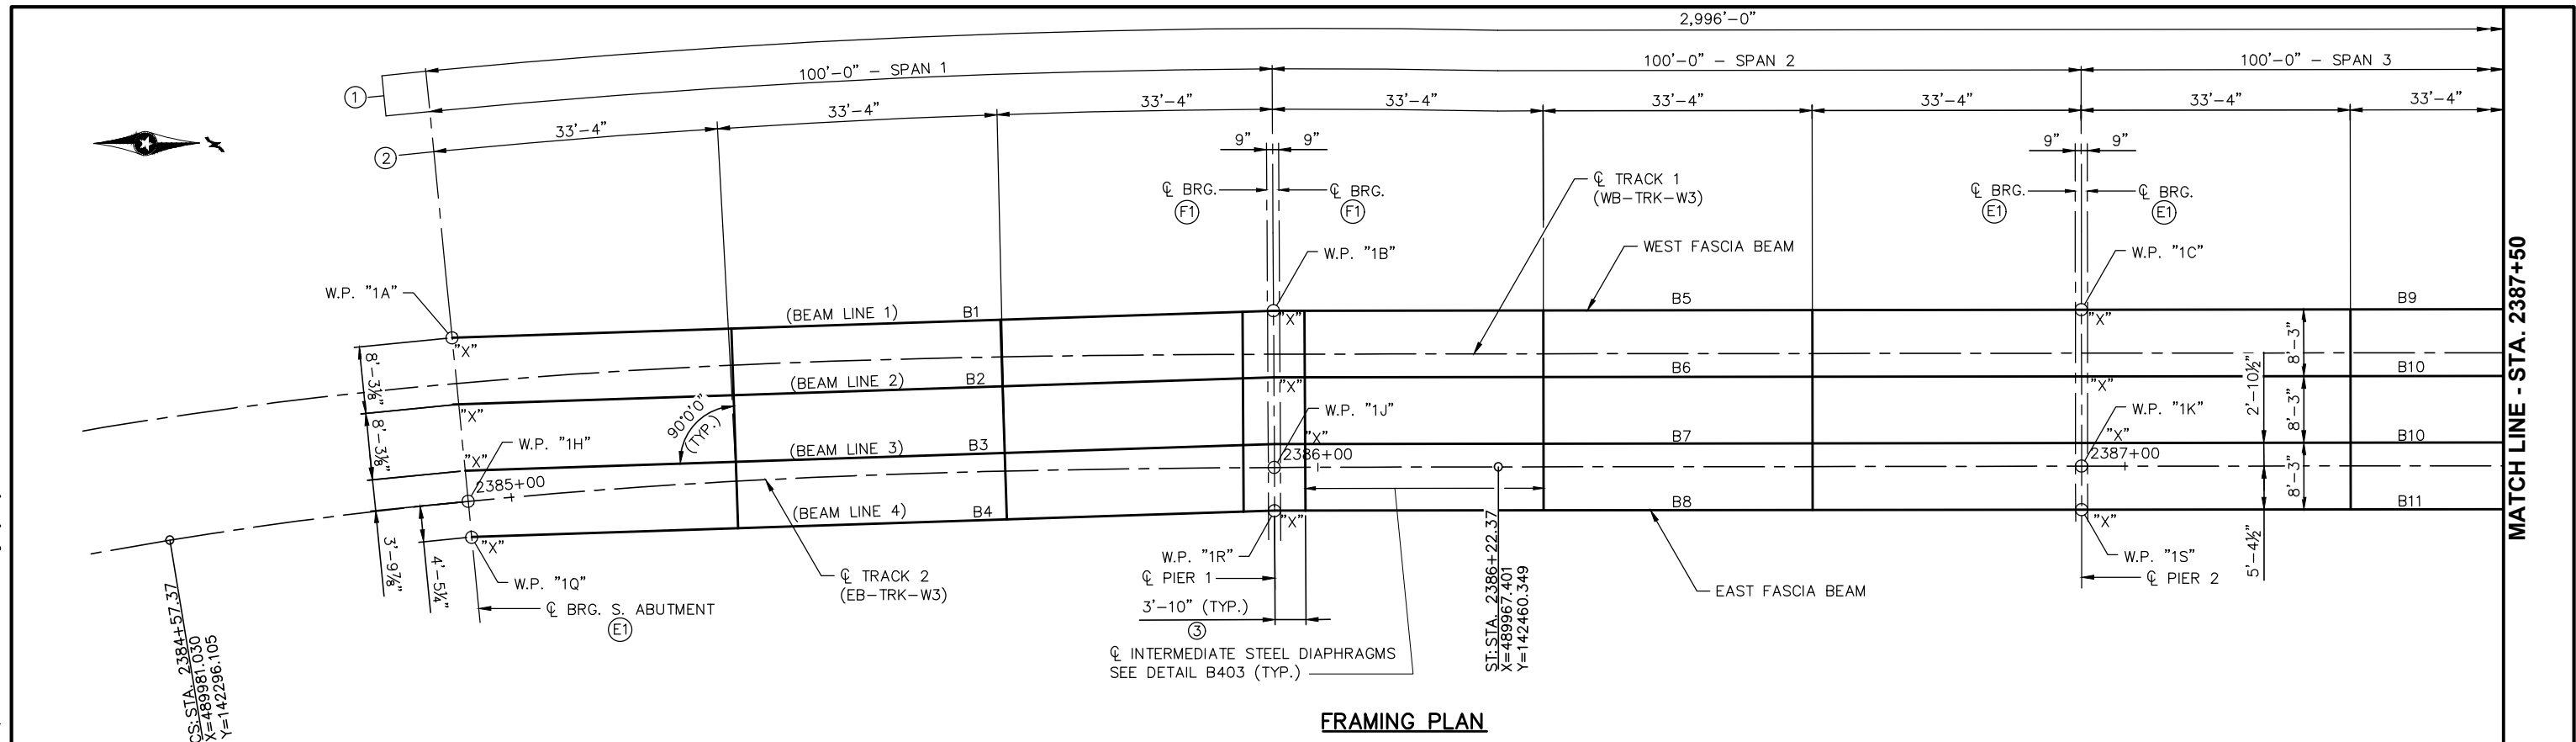 2,996'-0"
100'-0" - SPAN 1
100'-0" - SPAN 2
100'-0" - SPAN 3
1
33'-4"
33'-4"
33'-4"
33'-4"
33'-4"
33'-4"
33'-4"
33'-4"
2
9"
9"
9"
9"
℄ BRG.
F1
℄ BRG.
F1
℄ TRACK 1
(WB-TRK-W3)
℄ BRG.
E1
℄ BRG.
E1
WEST FASCIA BEAM
W.P. "1A"
W.P. "1B"
W.P. "1C"
(BEAM LINE 1)
B1
B5
B9
"X"
"X"
"X"
8'-3⅛"
(BEAM LINE 2)
B2
B6
B10
"X"
"X"
"X"
8'-3⅛"
90°0'0"
(TYP.)
W.P. "1H"
W.P. "1J"
W.P. "1K"
2'-10½"
8'-3"
8'-3"
8'-3"
(BEAM LINE 3)
B3
B7
B10
"X"
"X"
"X"
2385+00
2386+00
2387+00
(BEAM LINE 4)
B4
B8
B11
"X"
"X"
"X"
3'-9⅞"
4'-5¼"
5'-4½"
W.P. "1Q"
W.P. "1R"
W.P. "1S"
℄ BRG. S. ABUTMENT
E1
℄ TRACK 2
(EB-TRK-W3)
℄ PIER 1
℄ PIER 2
3'-10" (TYP.)
3
EAST FASCIA BEAM
℄ INTERMEDIATE STEEL DIAPHRAGMS
SEE DETAIL B403 (TYP.)
CS: STA. 2384+57.37
X=489981.030
Y=142296.105
ST: STA. 2386+22.37
X=489967.401
Y=142460.349
MATCH LINE - STA. 2387+50
FRAMING PLAN